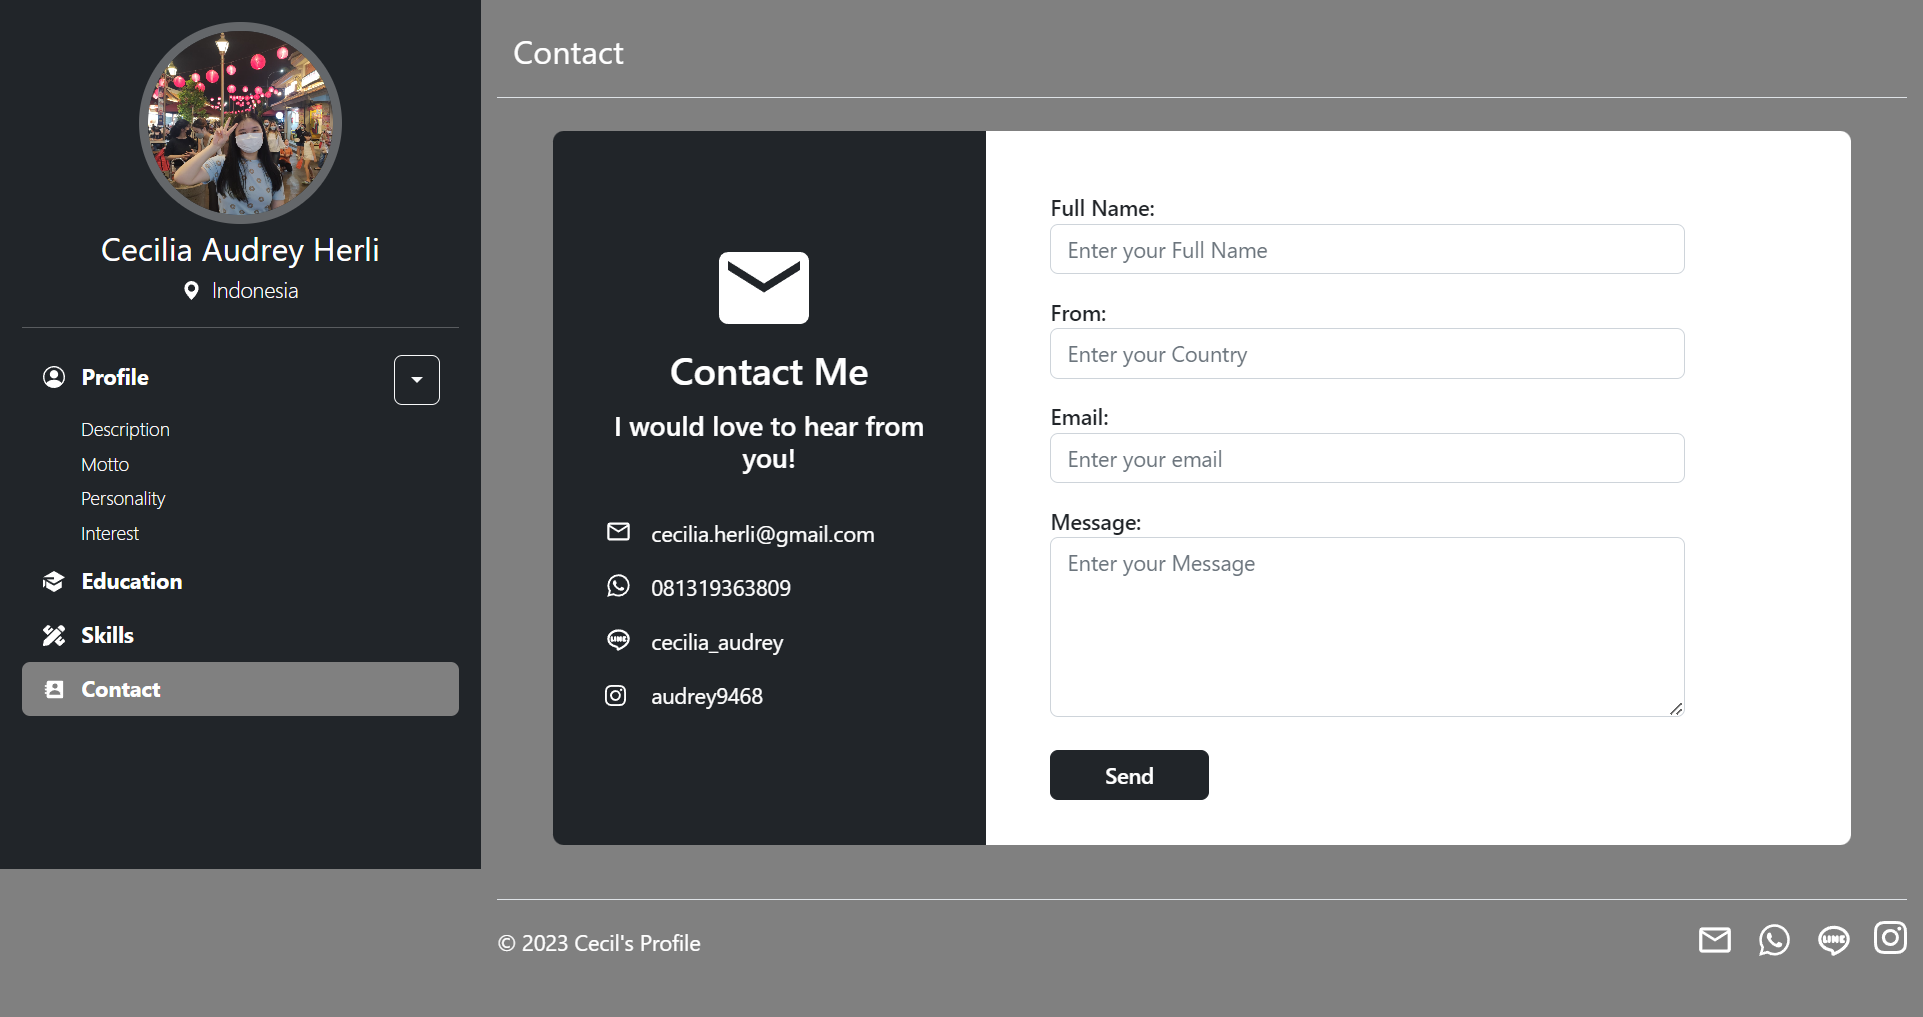 Cecilia Audrey Herli
Indonesia
Profile
Description
Motto
Personality
Interest
Education
Skills
Contact
Contact
Contact Me
I would love to hear from
you!
cecilia.herli@gmail.com
081319363809
LINE
cecilia_audrey
audrey9468
Full Name:
Enter your Full Name
From:
Enter your Country
Email:
Enter your email
Message:
Enter your Message
Send
© 2023 Cecil's Profile
LINE